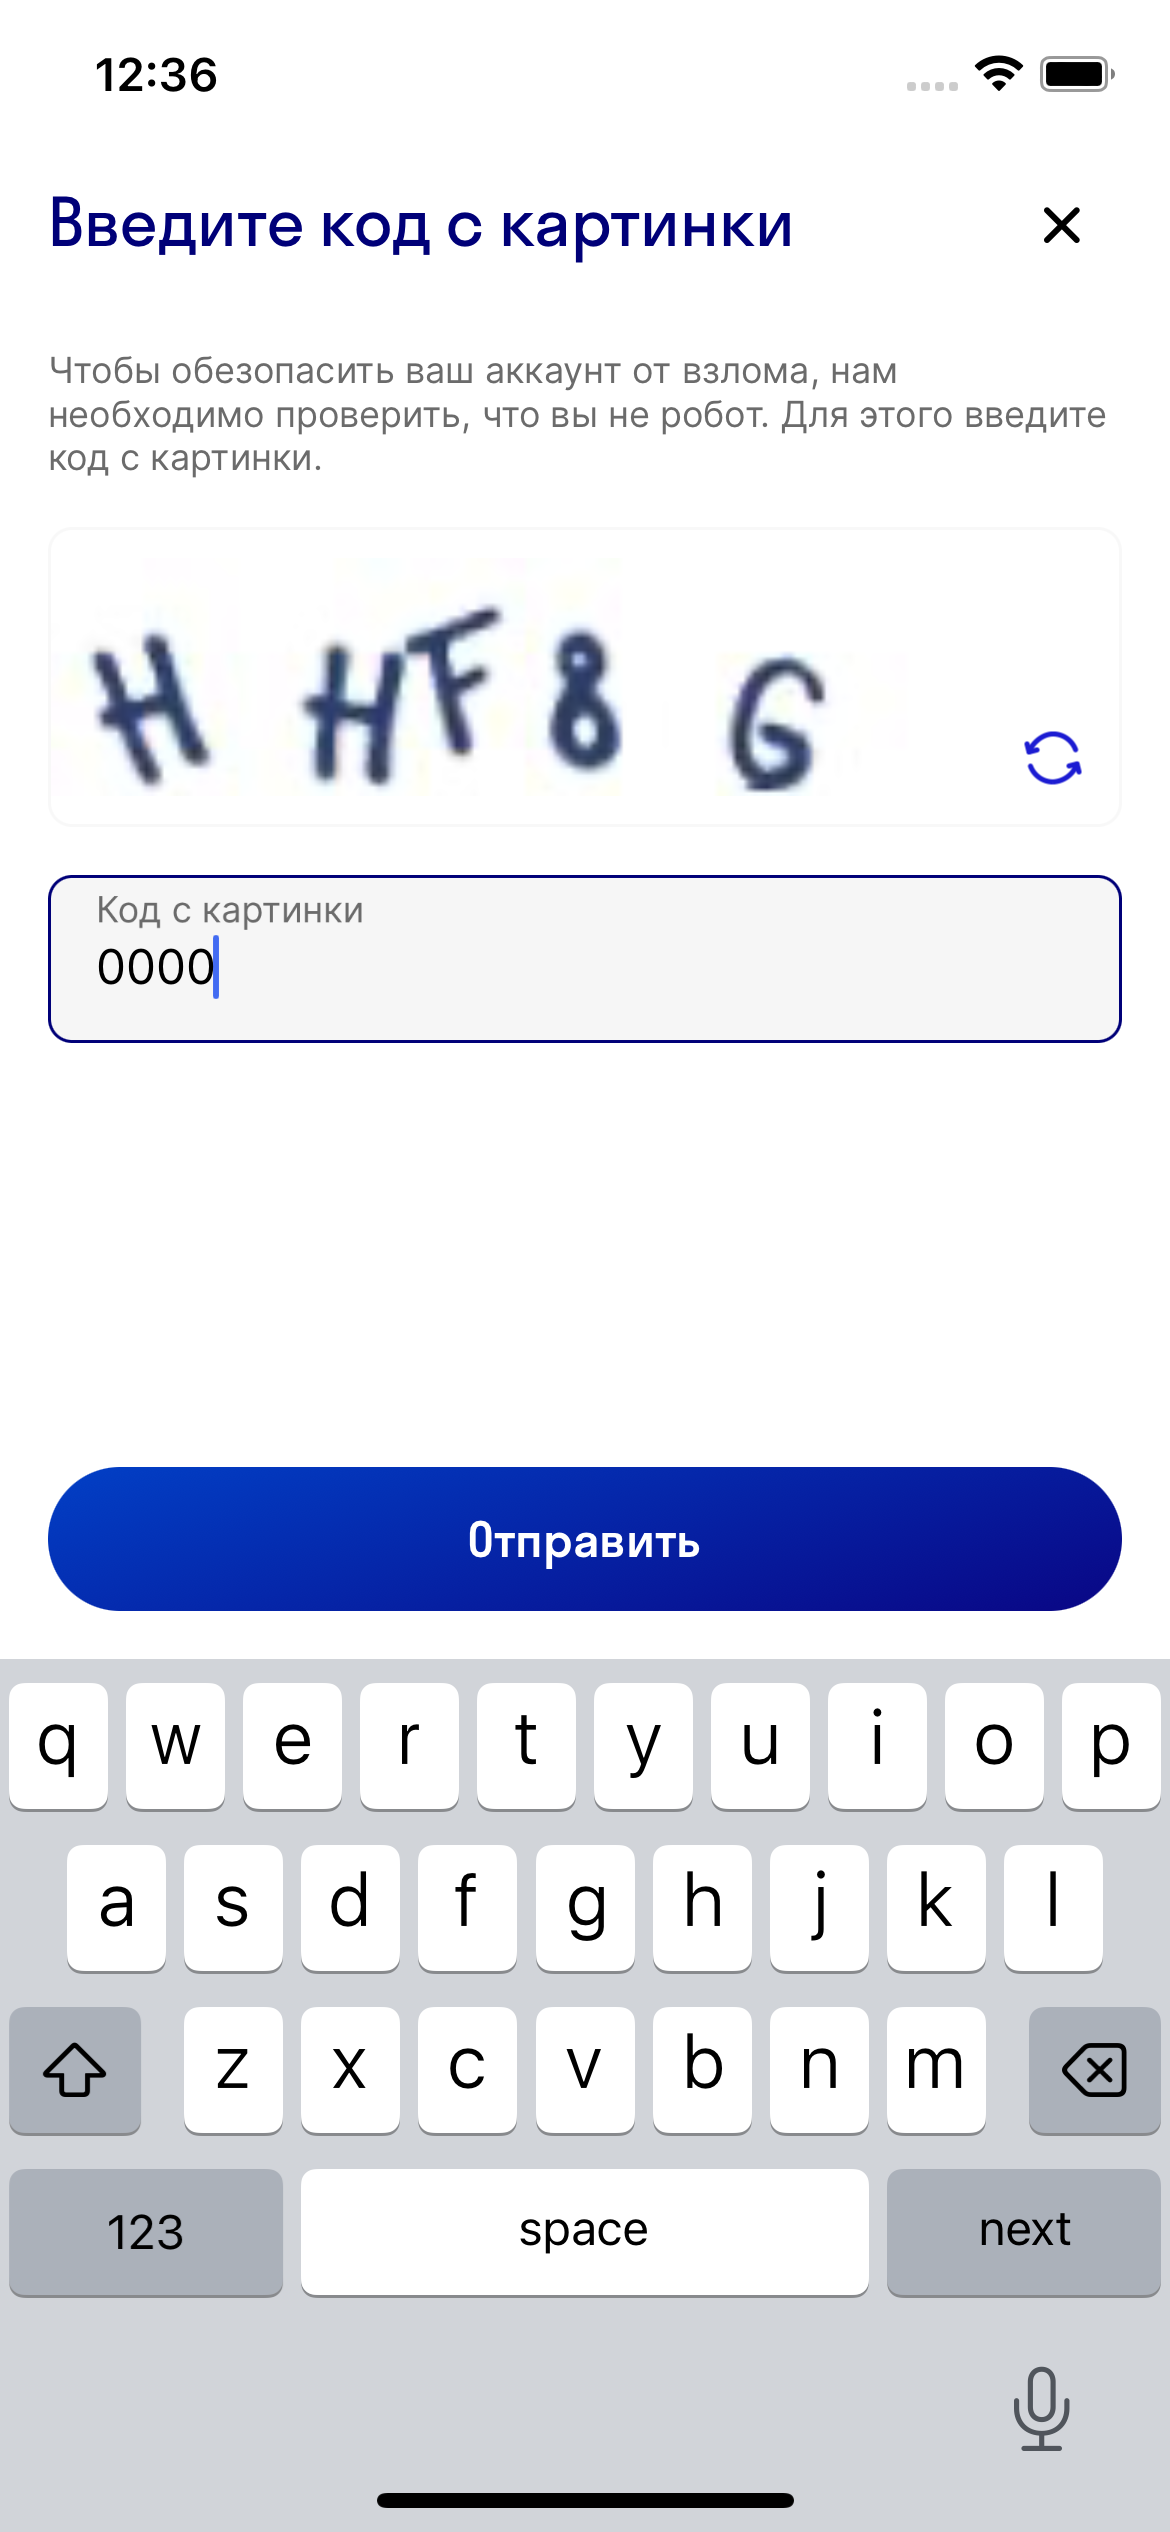 12:36
Введите код с картинки
Чтобы обезопасить ваш аккаунт от взлома, нам
необходимо проверить, что вы не робот. Для этого введите
код с картинки.
H HF8 G
Код с картинки
0000
Отправить
q w e r t y u i o p
a s d f g h j k l
z x c v b n m
123 space next